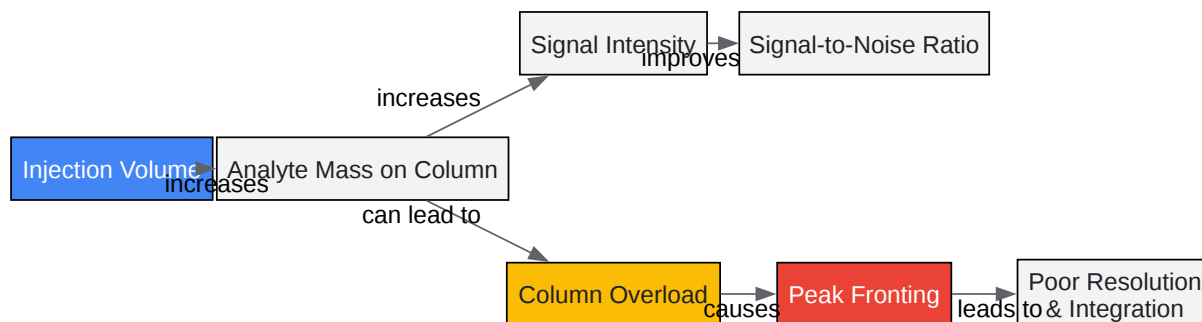 Signal Intensity
improves
Signal-to-Noise Ratio
increases
Injection Volume
increases
Analyte Mass on Column
can lead to
Column Overload
causes
Peak Fronting
leads to
Poor Resolution
& Integration